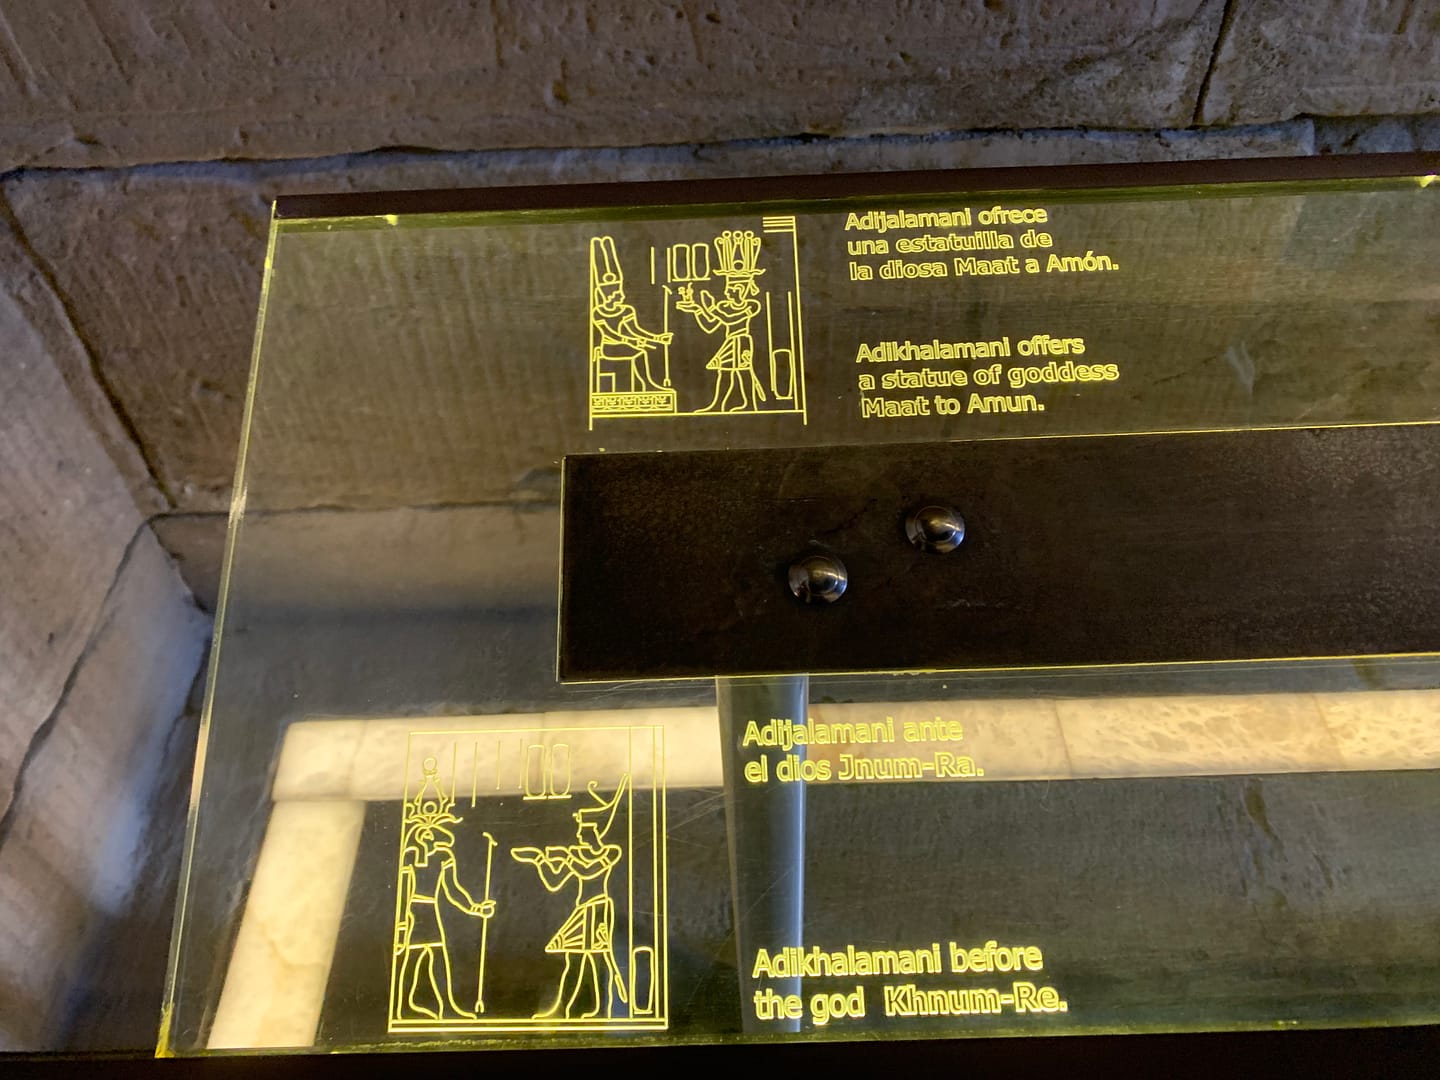 Adijalamani ofrece
una estatuilla de
la diosa Maat a Amón.
Adikhalamani offers
a statue of goddess
Maat to Amun.
Adijalamani ante
el dios Jnum-Ra.
Adikhalamani before
the god Khnum-Re.